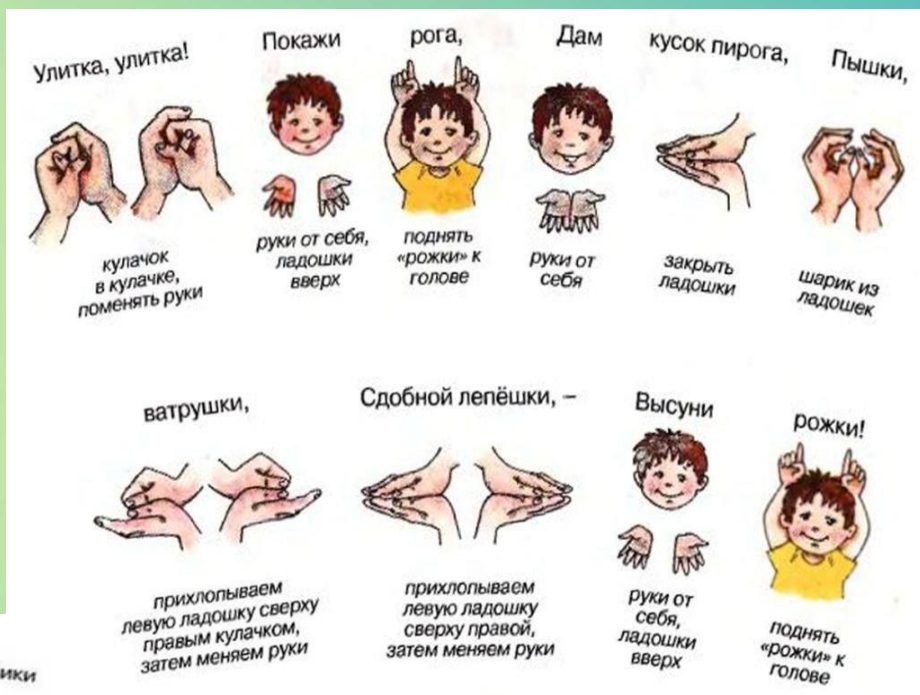 Улитка, улитка!
Покажи
рога,
Дам
кусок пирога,
Пышки,
кулачок
в кулачке,
поменять руки
руки от себя,
ладошки
вверх
поднять
«рожки» к
голове
руки от
себя
закрыть
ладошки
шарик из
ладошек
ватрушки,
Сдобной лепёшки, –
Высуни
рожки!
прихлопываем
левую ладошку сверху
правым кулачком,
затем меняем руки
прихлопываем
левую ладошку
сверху правой,
затем меняем руки
руки от
себя,
ладошки
вверх
поднять
«рожки» к
голове
ики